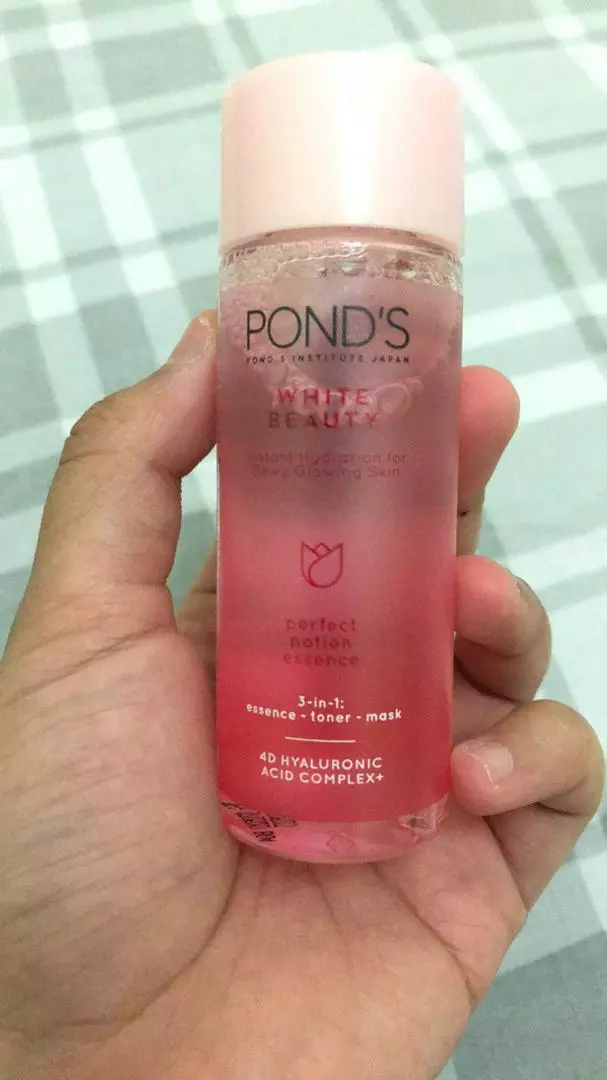 POND'S
POND'S INSTITUTE JAPAN
WHITE
BEAUTY
Instant Hydration for
Dewy Glowing Skin
perfect
potion
essence
3-in-1:
essence - toner - mask
4D HYALURONIC
ACID COMPLEX+